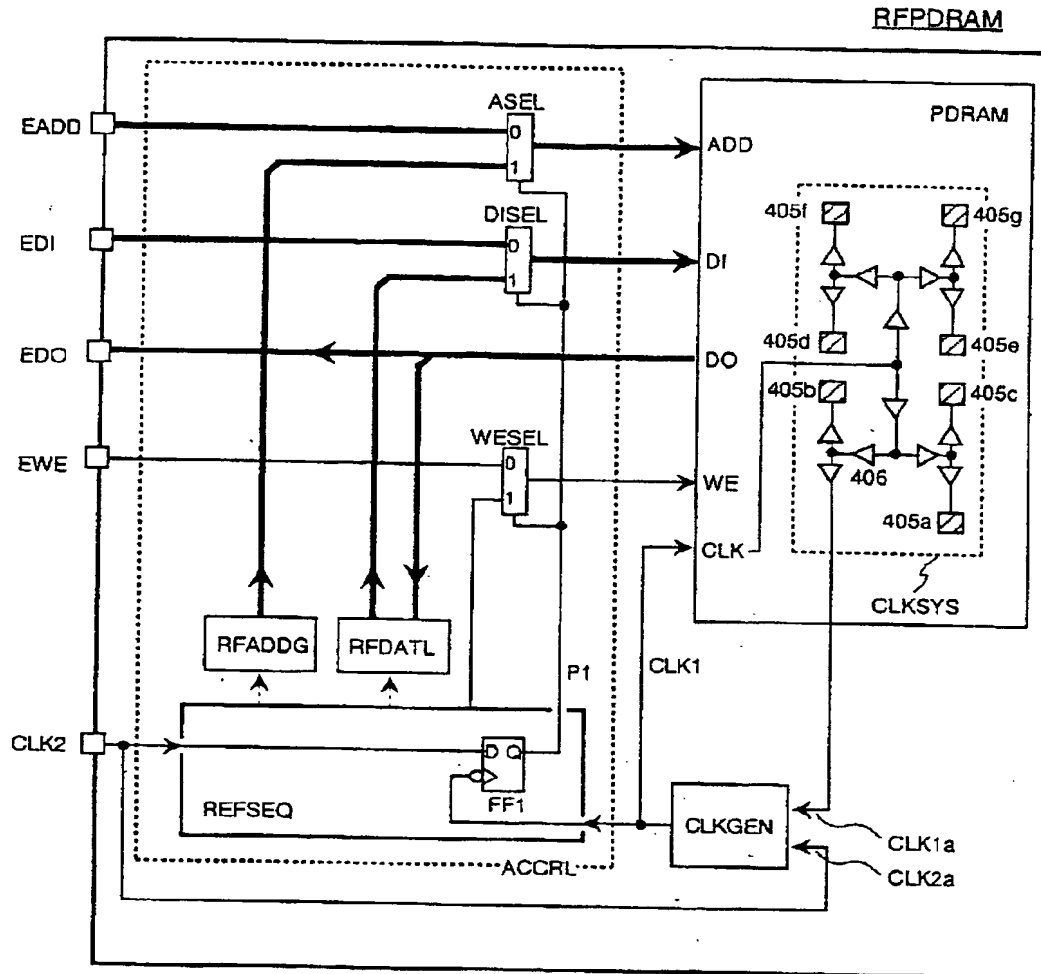 RFPDRAM
ASEL
PDRAM
EADD
0
ADD
1
405f
405g
DISEL
EDI
0
DI
1
EDO
DO
405d
405e
405b
405c
WESEL
EWE
0
WE
1
406
405a
CLK
CLKSYS
RFADDG
RFDATL
P1
CLK1
CLK2
D Q
FF1
REFSEQ
CLKGEN
CLK1a
ACCRL
CLK2a